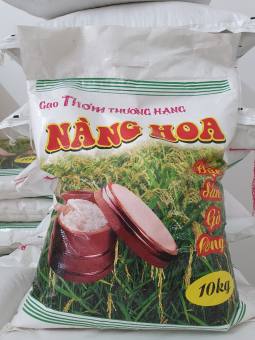 Gạo Thơm THƯỢNG HẠNG
NÀNG HOA
Đặc
Sản
Gò
Công
10kg